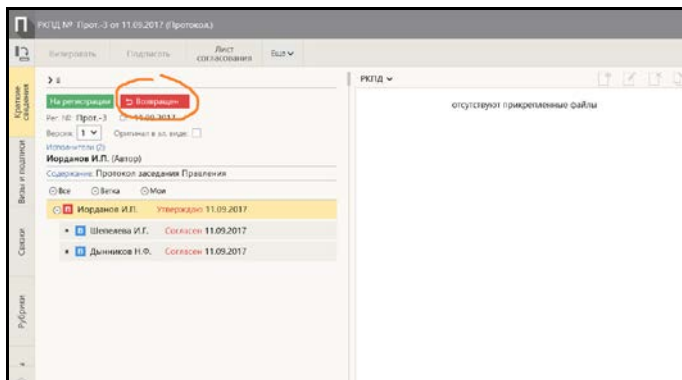 П РКПД № Прот.-3 от 11.09.2017 (Протокол)
Визировать Подписать Лист согласования Еще
Краткие сведения
Визы и подписи
Связки
Рубрики
На регистрации Возвращен
Рег. №: Прот.-3 От 11.09.2017
Версия: 1 Оригинал в эл. виде:
Исполнители (2)
Иорданов И.П. (Автор)
Содержание: Протокол заседания Правления
Все Ветка Мои
П Иорданов И.П. Утверждаю 11.09.2017
П Шепелева И.Г. Согласен 11.09.2017
П Дынников Н.Ф. Согласен 11.09.2017
РКПД
отсутствуют прикрепленные файлы